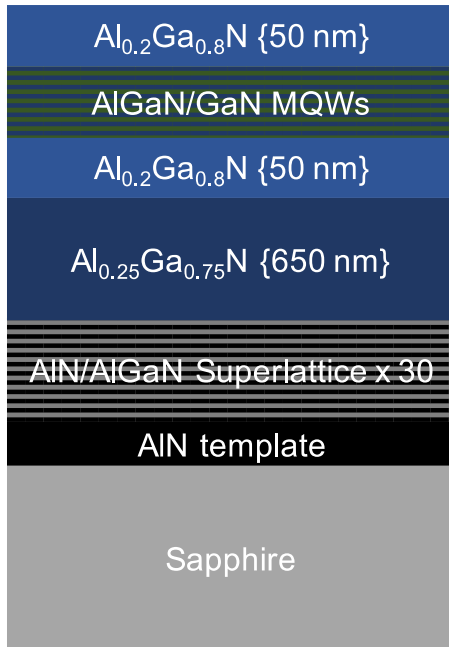 Al₀.₂Ga₀.₈N {50 nm}
AlGaN/GaN MQWs
Al₀.₂Ga₀.₈N {50 nm}
Al₀.₂₅Ga₀.₇₅N {650 nm}
AlN/AlGaN Superlattice x 30
AlN template
Sapphire